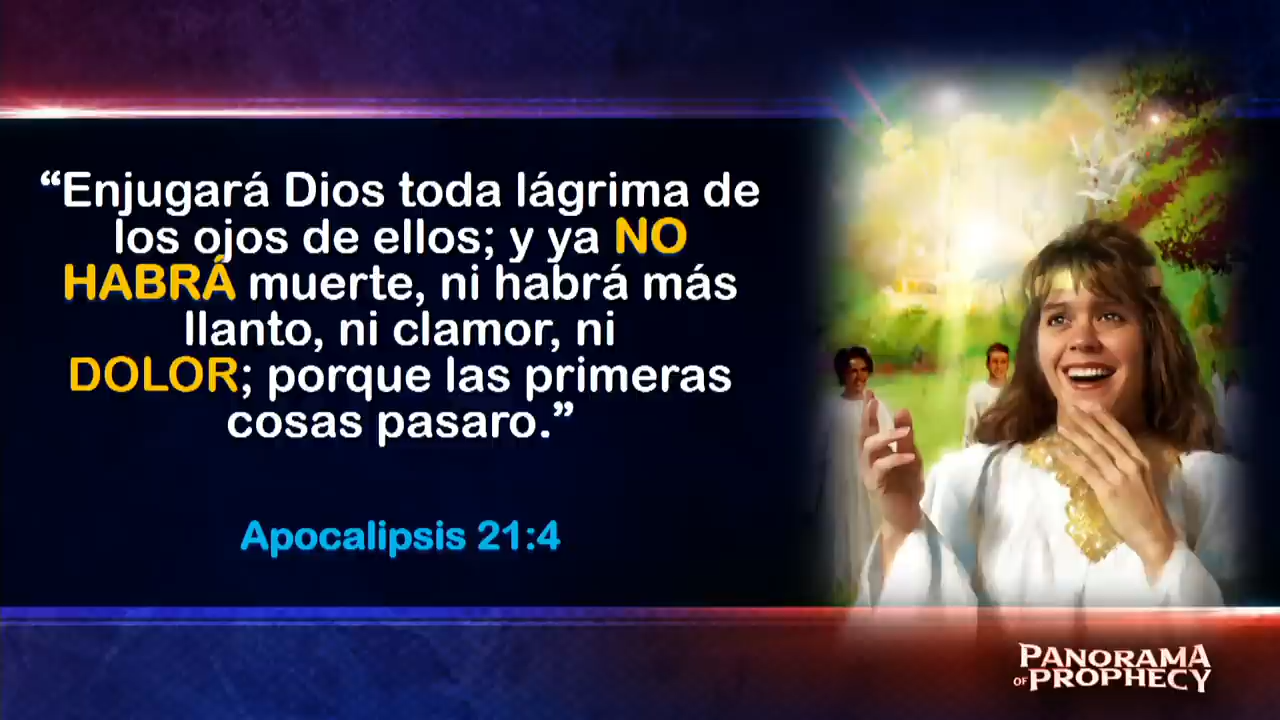 “Enjugará Dios toda lágrima de
los ojos de ellos; y ya NO
HABRÁ muerte, ni habrá más
llanto, ni clamor, ni
DOLOR; porque las primeras
cosas pasaro.”
Apocalipsis 21:4
PANORAMA
OF PROPHECY